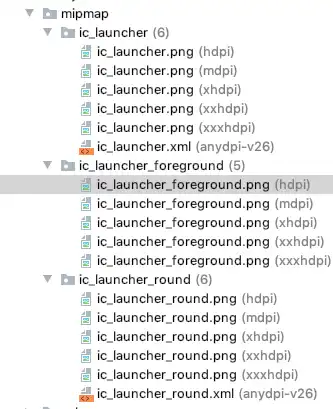 mipmap
ic_launcher (6)
ic_launcher.png (hdpi)
ic_launcher.png (mdpi)
ic_launcher.png (xhdpi)
ic_launcher.png (xxhdpi)
ic_launcher.png (xxxhdpi)
ic_launcher.xml (anydpi-v26)
ic_launcher_foreground (5)
ic_launcher_foreground.png (hdpi)
ic_launcher_foreground.png (mdpi)
ic_launcher_foreground.png (xhdpi)
ic_launcher_foreground.png (xxhdpi)
ic_launcher_foreground.png (xxxhdpi)
ic_launcher_round (6)
ic_launcher_round.png (hdpi)
ic_launcher_round.png (mdpi)
ic_launcher_round.png (xhdpi)
ic_launcher_round.png (xxhdpi)
ic_launcher_round.png (xxxhdpi)
ic_launcher_round.xml (anydpi-v26)